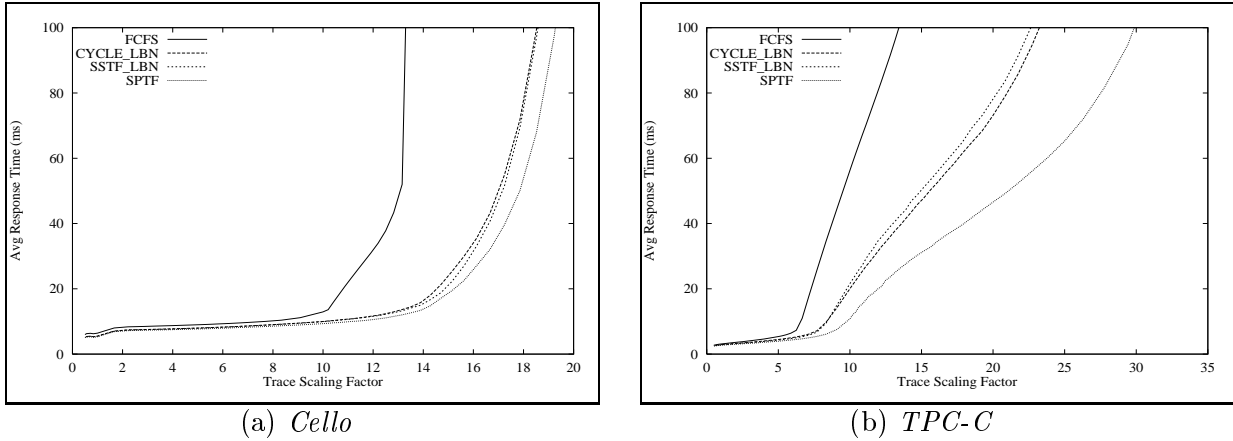 100
80
60
40
20
0
Avg Response Time (ms)
FCFS
CYCLE_LBN
SSTF_LBN
SPTF
0 2 4 6 8 10 12 14 16 18 20
Trace Scaling Factor
(a) Cello
100
80
60
40
20
0
Avg Response Time (ms)
FCFS
CYCLE_LBN
SSTF_LBN
SPTF
0 5 10 15 20 25 30 35
Trace Scaling Factor
(b) TPC-C